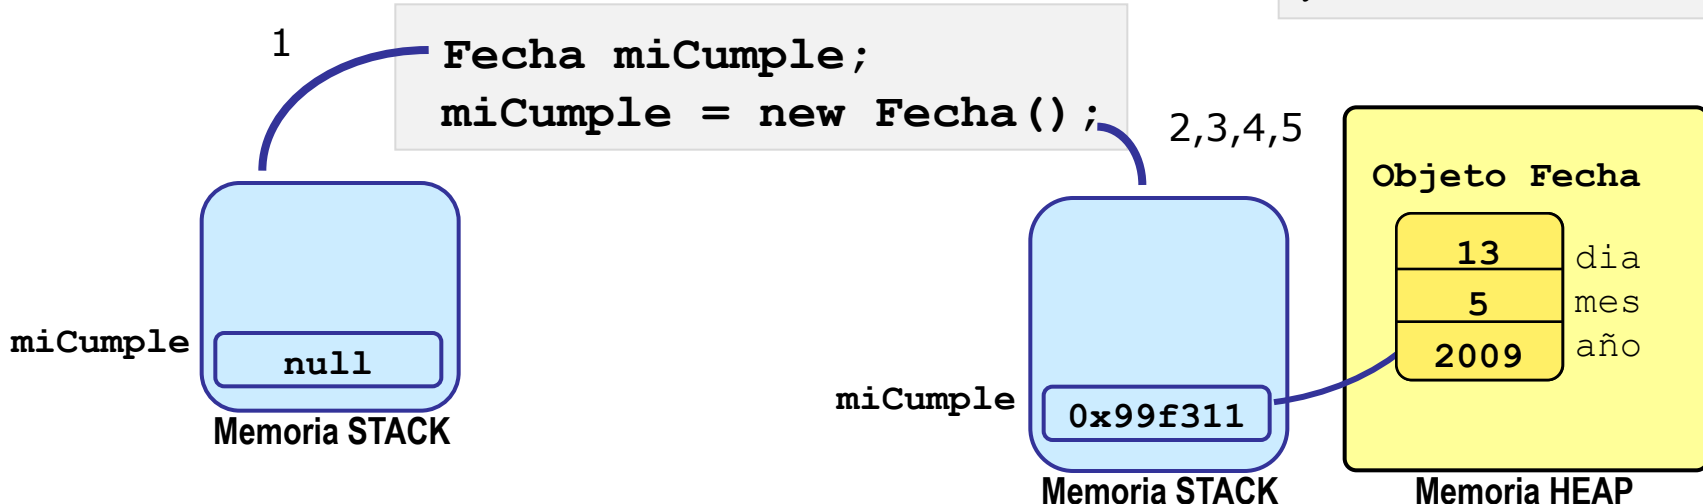 1
Fecha miCumple;
miCumple = new Fecha();
2,3,4,5
Objeto Fecha
13 dia
5 mes
2009 año
miCumple null
Memoria STACK
miCumple 0x99f311
Memoria STACK
Memoria HEAP